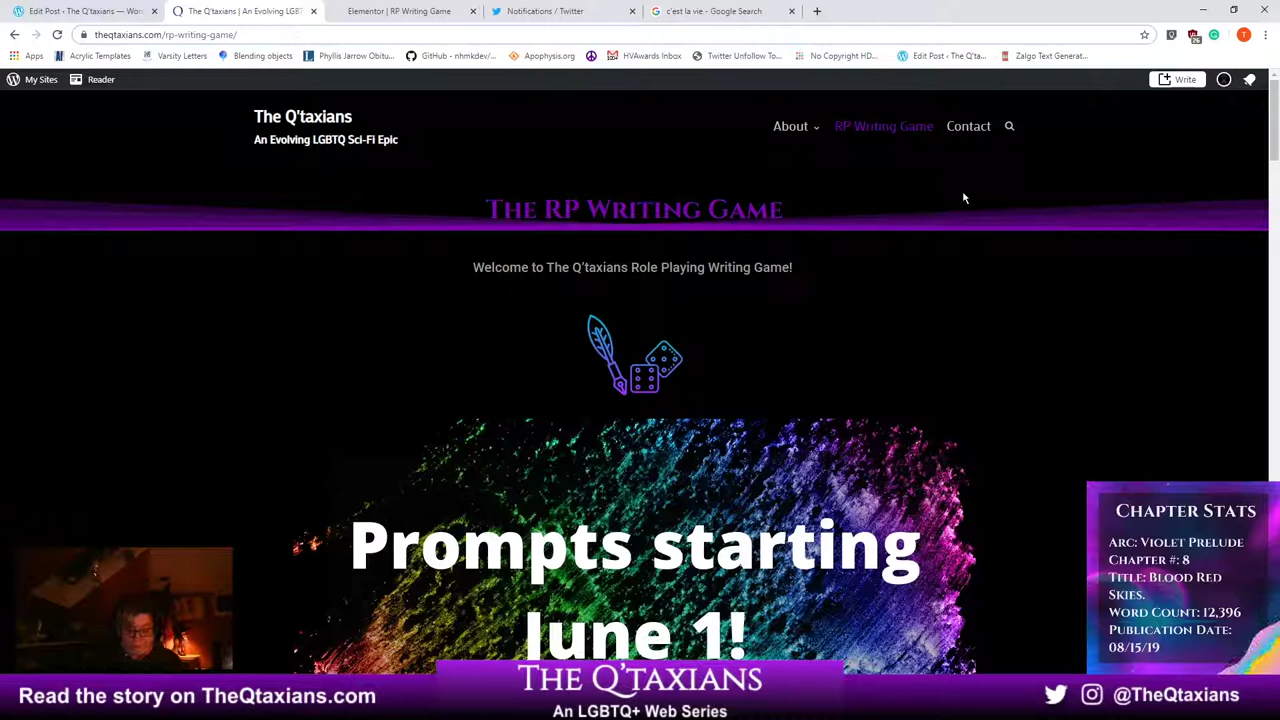 Edit Post ‹ The Q'taxians — Wor
The Q'taxians | An Evolving LGBT
Elementor | RP Writing Game
Notifications / Twitter
c'est la vie - Google Search
theqtaxians.com/rp-writing-game/
26
T
Apps
Acrylic Templates
Varsity Letters
Blending objects
Phyllis Jarow Obitu...
GitHub - nhmkdev/...
Apophysis.org
HVAwards Inbox
Twitter Unfollow To...
No Copyright HD...
Edit Post ‹ The Q'ta...
Zalgo Text Generat...
My Sites
Reader
Write
The Q'taxians
An Evolving LGBTQ Sci-Fi Epic
About
RP Writing Game
Contact
The RP Writing Game
Welcome to The Q'taxians Role Playing Writing Game!
Prompts starting
June 1!
Chapter Stats
Arc: Violet Prelude
Chapter #: 8
Title: Blood Red
Skies.
Word Count: 12,396
Publication Date:
08/15/19
Read the story on TheQtaxians.com
The Q'taxians
An LGBTQ+ Web Series
@TheQtaxians